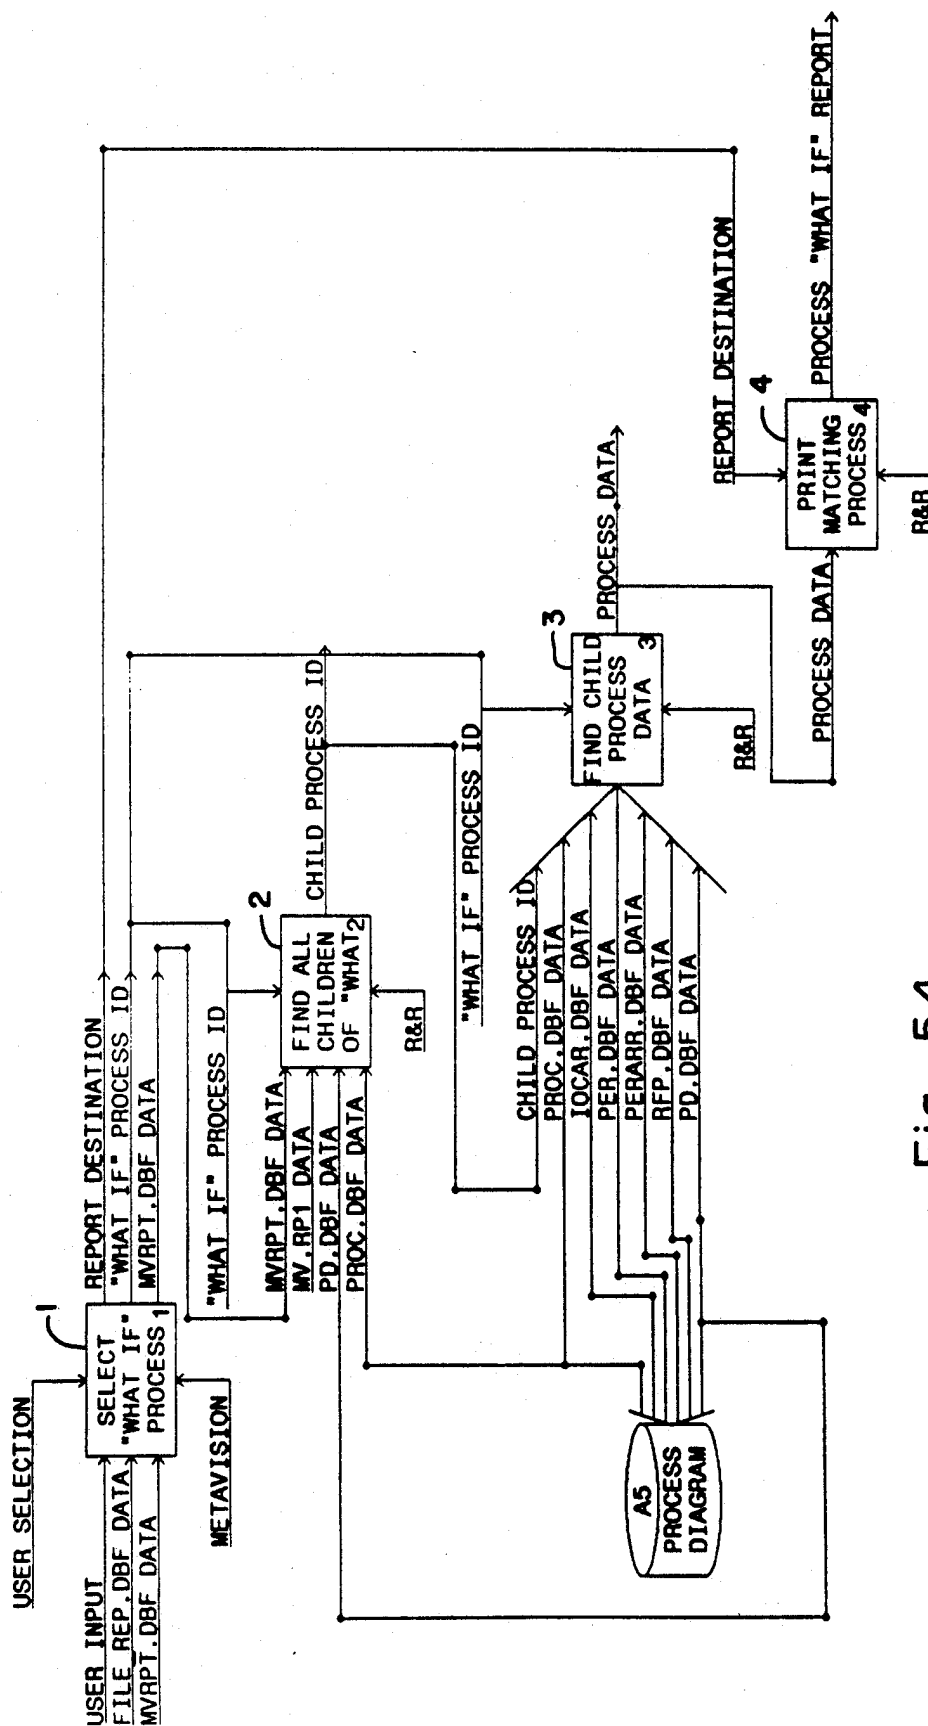 USER SELECTION
USER INPUT
FILE_REP.DBF DATA
MVRPT.DBF DATA
METAVISION
1
SELECT
"WHAT IF"
PROCESS 1
REPORT DESTINATION
"WHAT IF" PROCESS ID
MVRPT.DBF DATA
"WHAT IF" PROCESS ID
MVRPT.DBF DATA
MV.RP1 DATA
PD.DBF DATA
PROC.DBF DATA
2
FIND ALL
CHILDREN
OF "WHAT 2
R&R
CHILD PROCESS ID
"WHAT IF" PROCESS ID
CHILD PROCESS ID
PROC.DBF DATA
IOCAR.DBF DATA
PER.DBF DATA
PERARR.DBF DATA
RFP.DBF DATA
PD.DBF DATA
A5
PROCESS
DIAGRAM
3
FIND CHILD
PROCESS
DATA 3
R&R
PROCESS DATA
REPORT DESTINATION
PROCESS DATA
4
PRINT
MATCHING
PROCESS 4
R&R
PROCESS "WHAT IF" REPORT